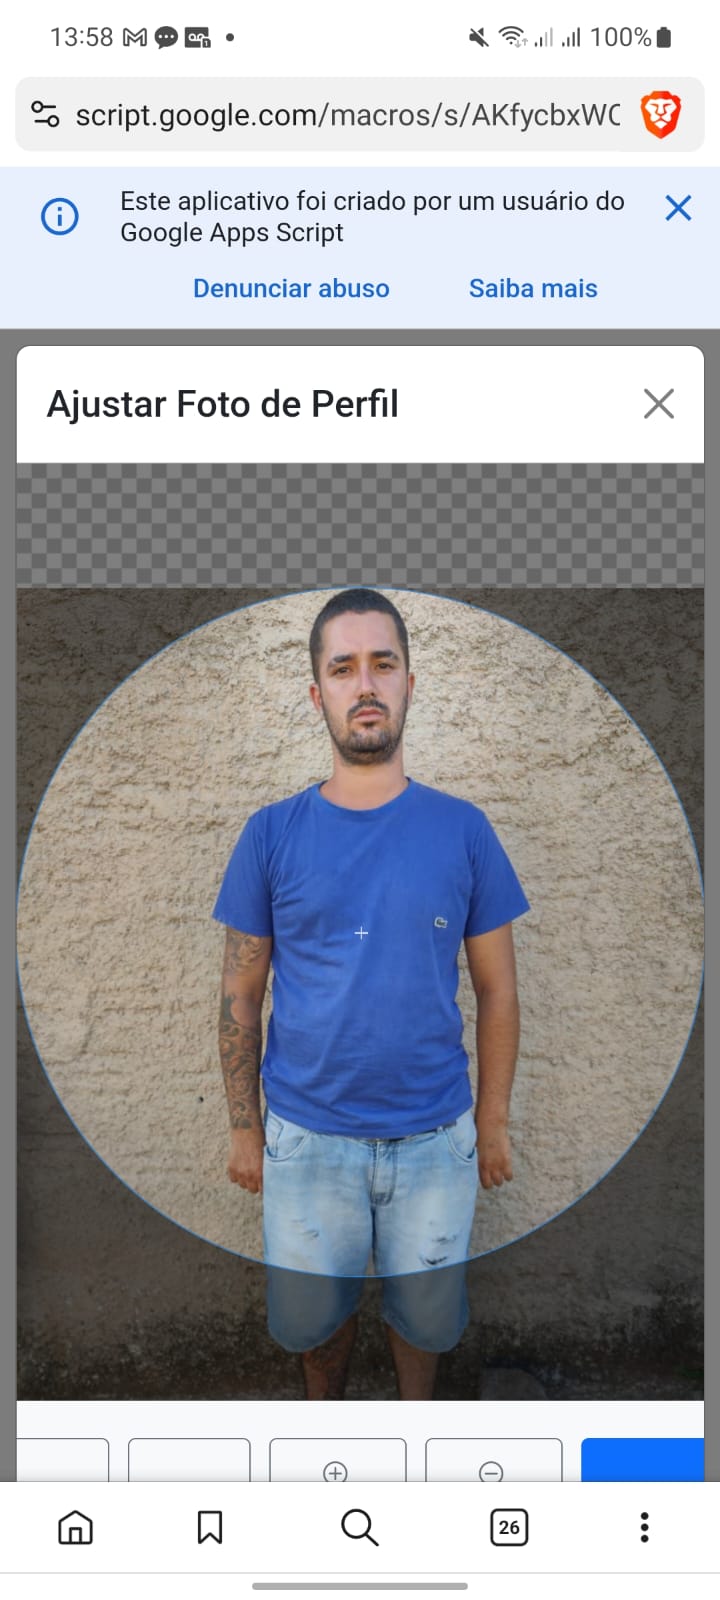 13:58
100%
script.google.com/macros/s/AKfycbxWC
Este aplicativo foi criado por um usuário do
Google Apps Script
Denunciar abuso Saiba mais
Ajustar Foto de Perfil
26